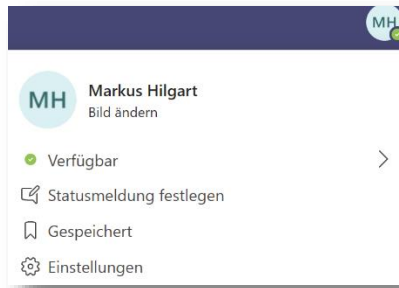 MH
MH
Markus Hilgart
Bild ändern
Verfügbar
Statusmeldung festlegen
Gespeichert
Einstellungen